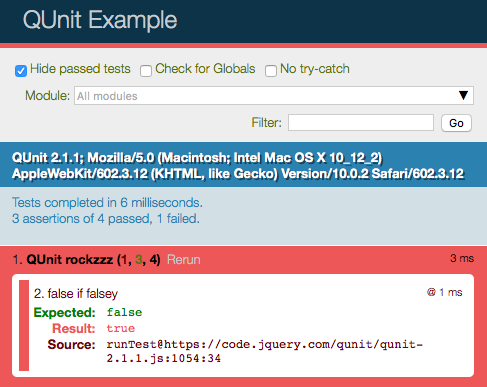 QUnit Example
Hide passed tests Check for Globals No try-catch
Module: All modules
Filter: Go
QUnit 2.1.1; Mozilla/5.0 (Macintosh; Intel Mac OS X 10_12_2)
AppleWebKit/602.3.12 (KHTML, like Gecko) Version/10.0.2 Safari/602.3.12
Tests completed in 6 milliseconds.
3 assertions of 4 passed, 1 failed.
1. QUnit rockzzz (1, 3, 4) Rerun 3 ms
2. false if falsey @ 1 ms
Expected: false
Result: true
Source: runTest@https://code.jquery.com/qunit/qunit-
2.1.1.js:1054:34